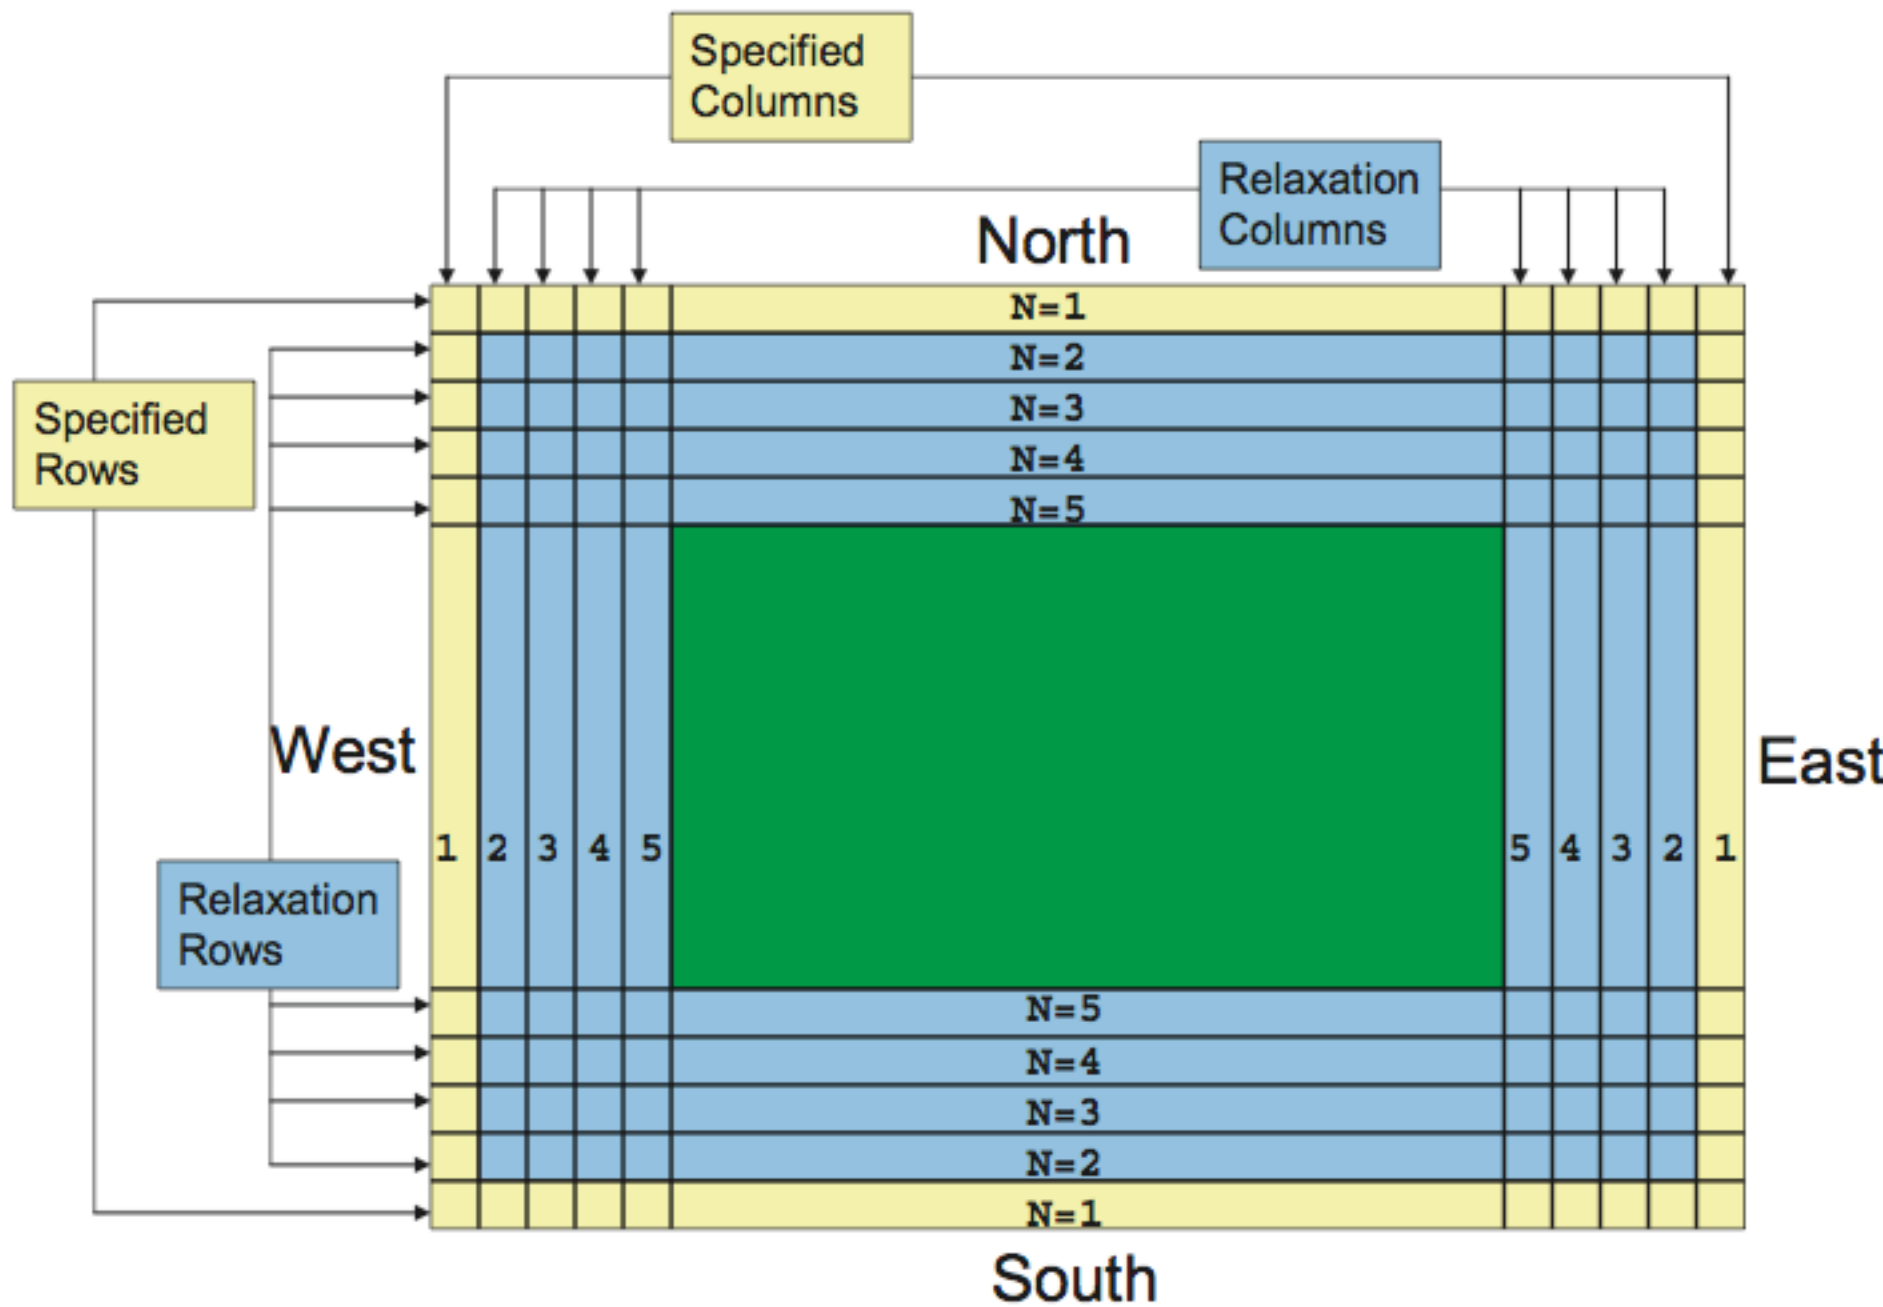 Specified
Columns
Relaxation
Columns
North
N=1
N=2
N=3
N=4
N=5
Specified
Rows
West
East
1 2 3 4 5 5 4 3 2 1
Relaxation
Rows
N=5
N=4
N=3
N=2
N=1
South